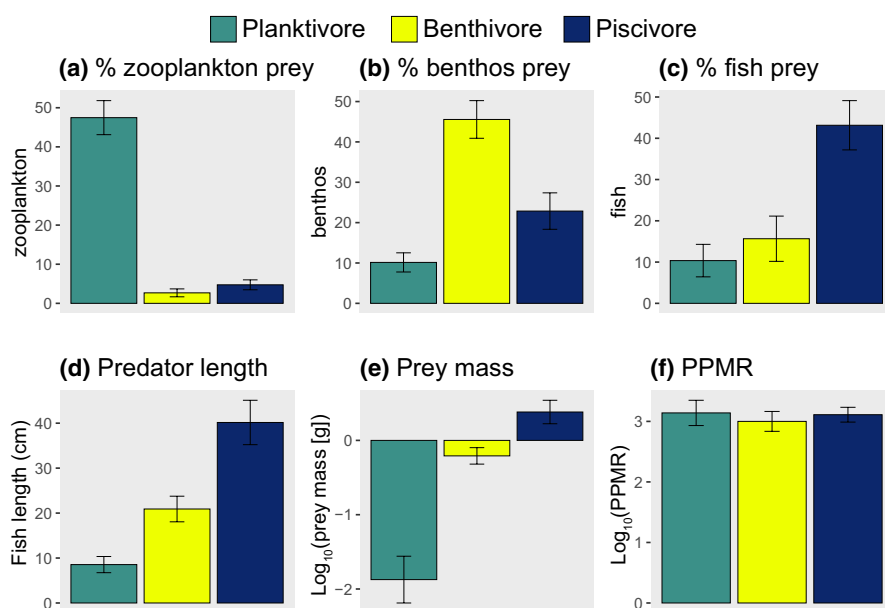 Planktivore Benthivore Piscivore
(a) % zooplankton prey
zooplankton
50
40
30
20
10
0
(b) % benthos prey
benthos
50
40
30
20
10
0
(c) % fish prey
fish
50
40
30
20
10
0
(d) Predator length
Fish length (cm)
40
30
20
10
0
(e) Prey mass
Log₁₀(prey mass [g])
0
−1
−2
(f) PPMR
Log₁₀(PPMR)
3
2
1
0